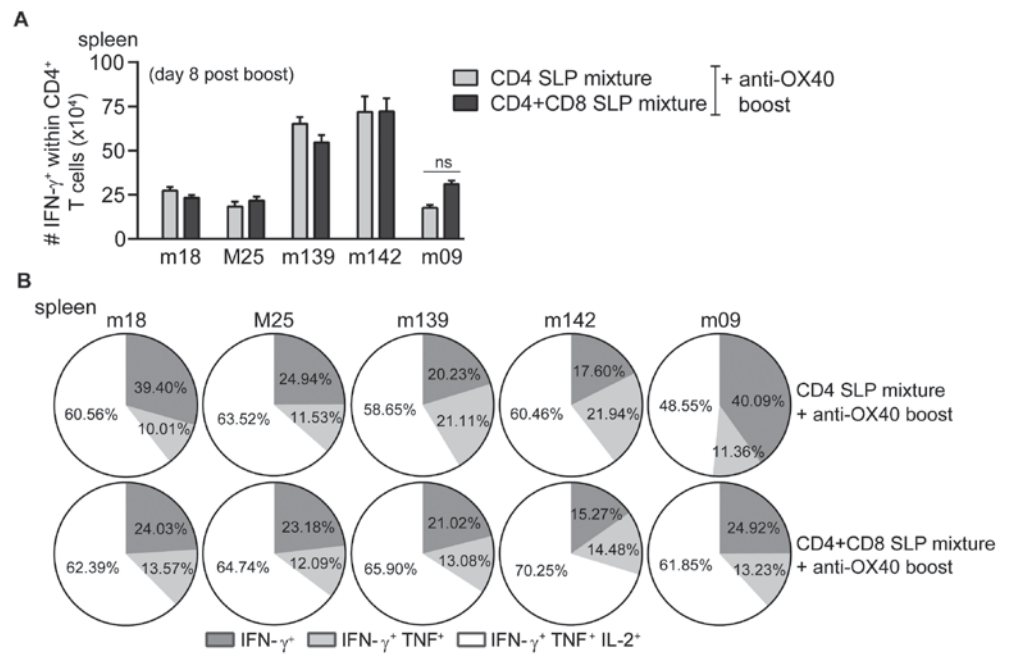 A
spleen
100
75
50
25
0
# IFN-γ⁺ within CD4⁺
T cells (x10⁴)
(day 8 post boost)
ns
m18 M25 m139 m142 m09
CD4 SLP mixture
CD4+CD8 SLP mixture
+ anti-OX40
boost
B
spleen
m18 M25 m139 m142 m09
39.40% 60.56% 10.01%
24.94% 63.52% 11.53%
20.23% 58.65% 21.11%
17.60% 60.46% 21.94%
48.55% 40.09% 11.36%
CD4 SLP mixture
+ anti-OX40 boost
24.03% 62.39% 13.57%
23.18% 64.74% 12.09%
21.02% 65.90% 13.08%
15.27% 70.25% 14.48%
24.92% 61.85% 13.23%
CD4+CD8 SLP mixture
+ anti-OX40 boost
IFN-γ⁺ IFN-γ⁺ TNF⁺ IFN-γ⁺ TNF⁺ IL-2⁺